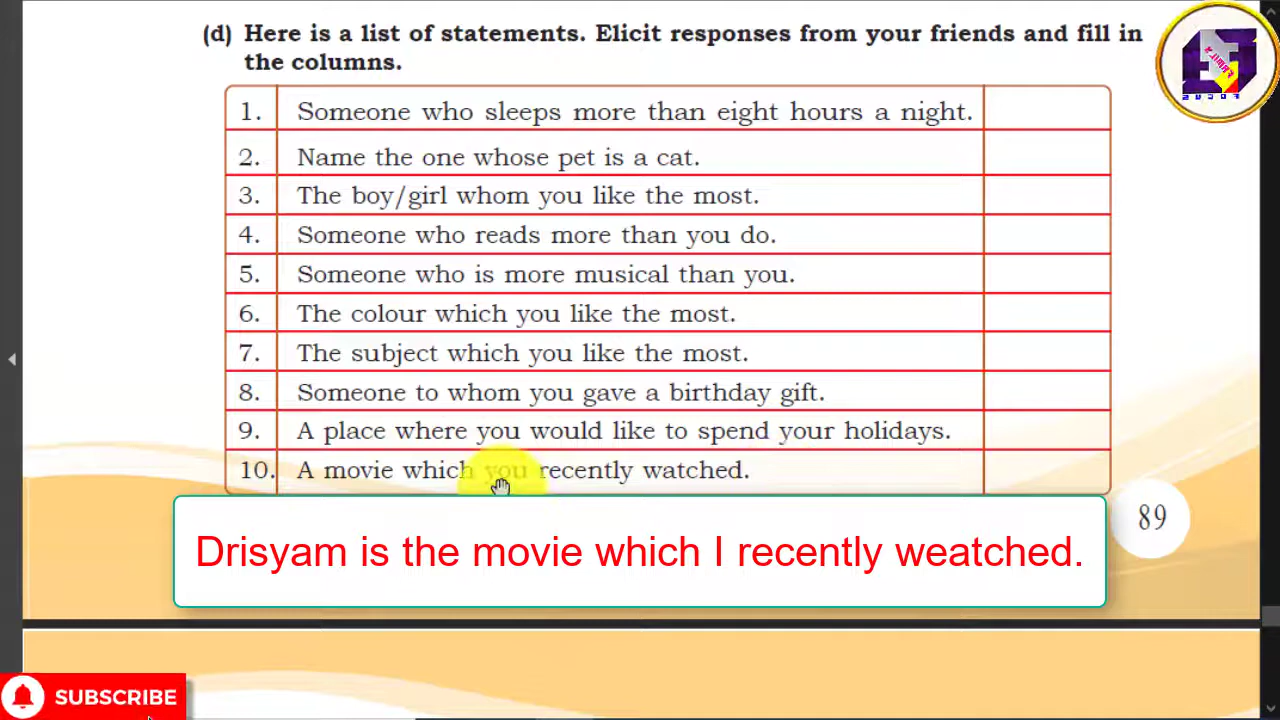 (d) Here is a list of statements. Elicit responses from your friends and fill in
the columns.
1. Someone who sleeps more than eight hours a night.
2. Name the one whose pet is a cat.
3. The boy/girl whom you like the most.
4. Someone who reads more than you do.
5. Someone who is more musical than you.
6. The colour which you like the most.
7. The subject which you like the most.
8. Someone to whom you gave a birthday gift.
9. A place where you would like to spend your holidays.
10. A movie which you recently watched.
89
Drisyam is the movie which I recently weatched.
SUBSCRIBE